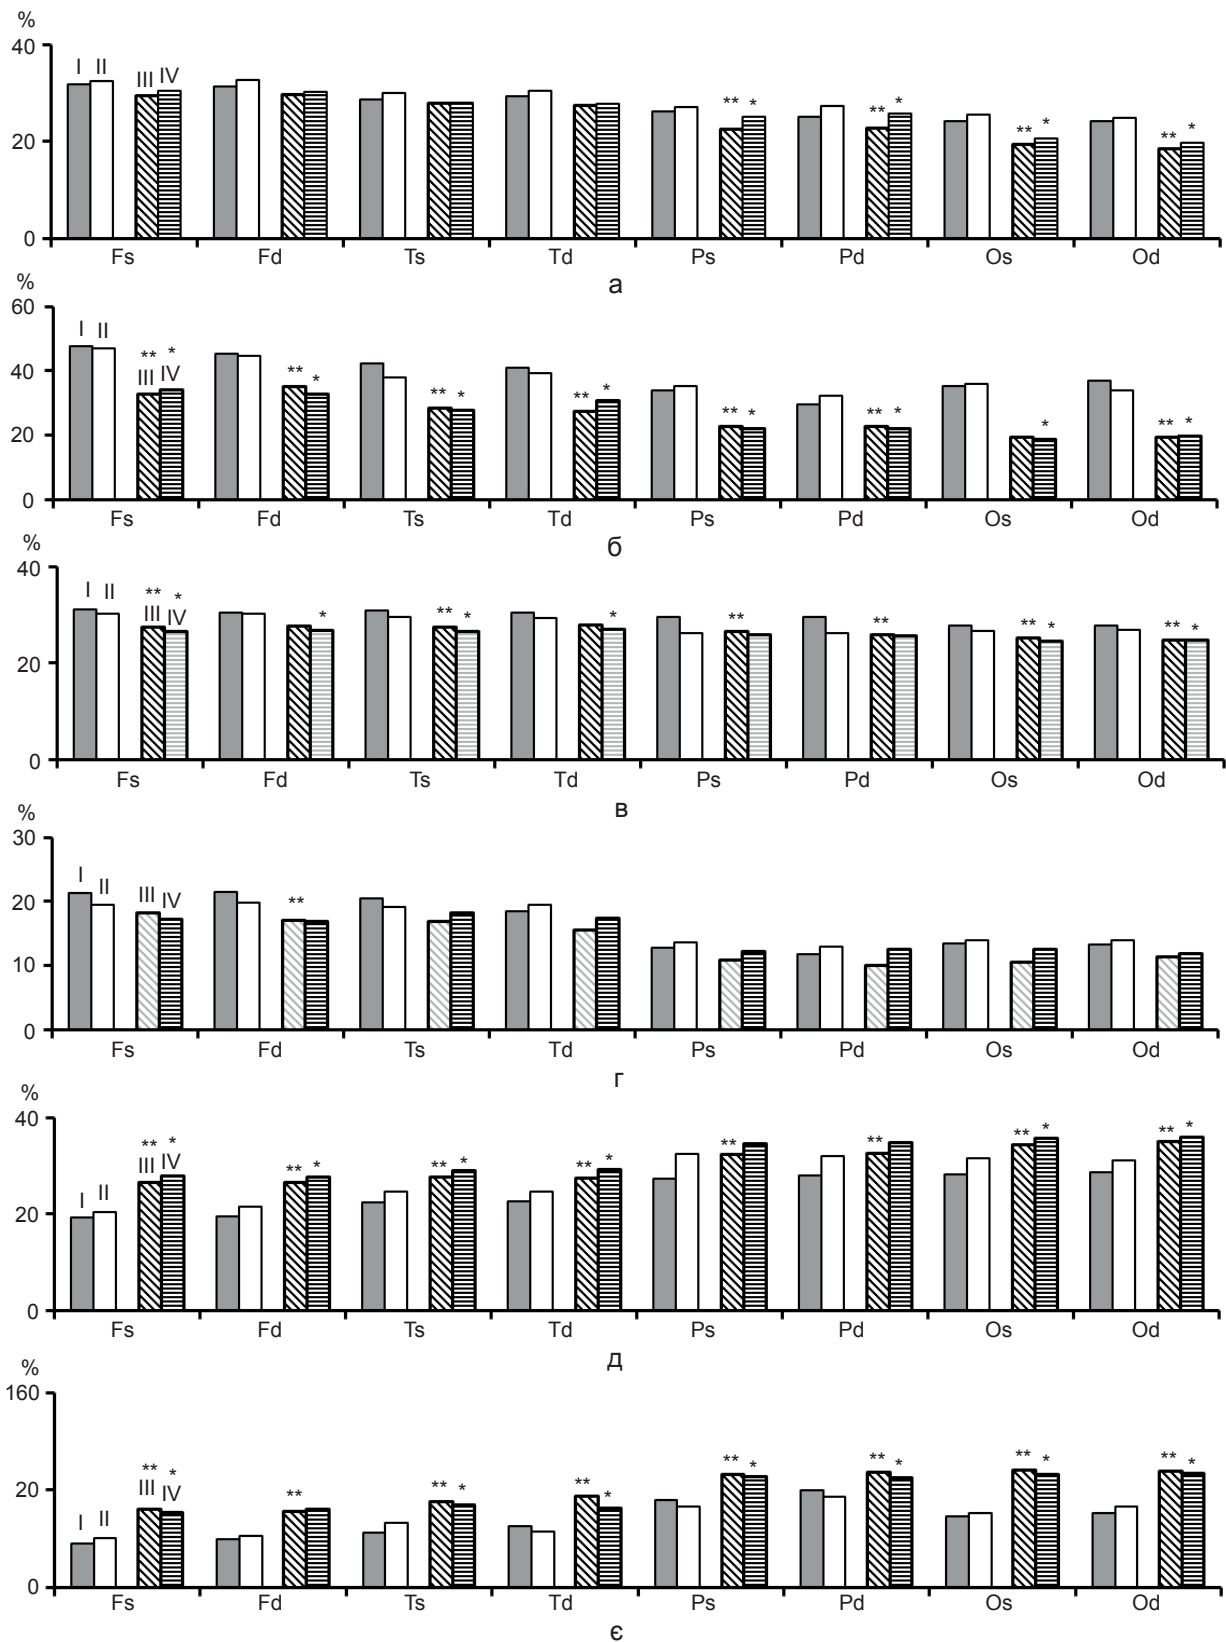 %
40
I II III IV
** * ** * ** * ** *
20
0
Fs Fd Ts Td Ps Pd Os Od
а
%
60
I II
** * ** * ** * ** * ** * ** * * ** *
III IV
40
20
0
Fs Fd Ts Td Ps Pd Os Od
б
%
40
I II
** * * ** * * ** ** ** * ** *
III IV
20
0
Fs Fd Ts Td Ps Pd Os Od
в
%
30
I II III IV
**
20
10
0
Fs Fd Ts Td Ps Pd Os Od
г
%
40
** * ** * ** * ** * ** ** ** * ** *
III IV
I II
20
0
Fs Fd Ts Td Ps Pd Os Od
д
%
160
** * ** ** * ** * ** * ** * ** * ** *
III IV
20
I II
0
Fs Fd Ts Td Ps Pd Os Od
є